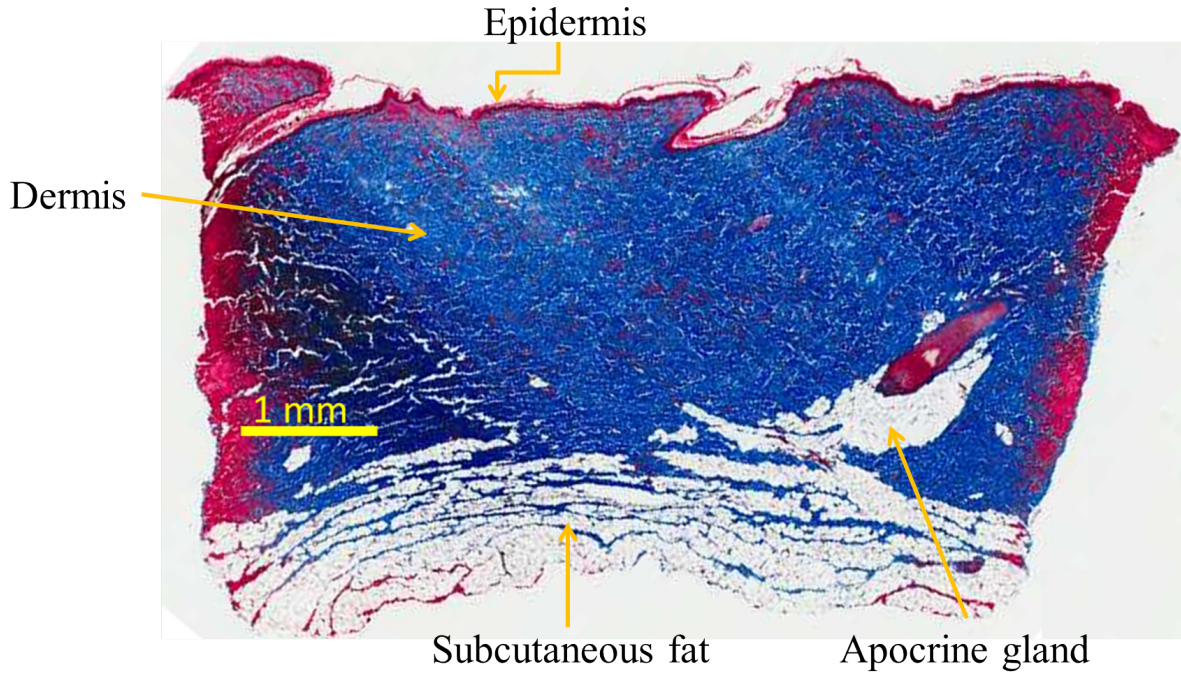 Epidermis
Dermis
1 mm
Subcutaneous fat
Apocrine gland